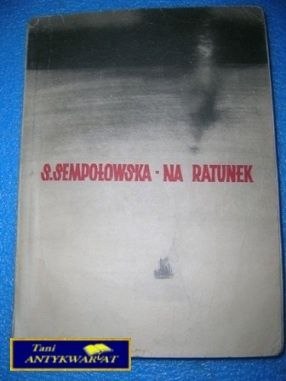 S. SEMPOŁOWSKA - NA RATUNEK
Tani
ANTYKWARIAT